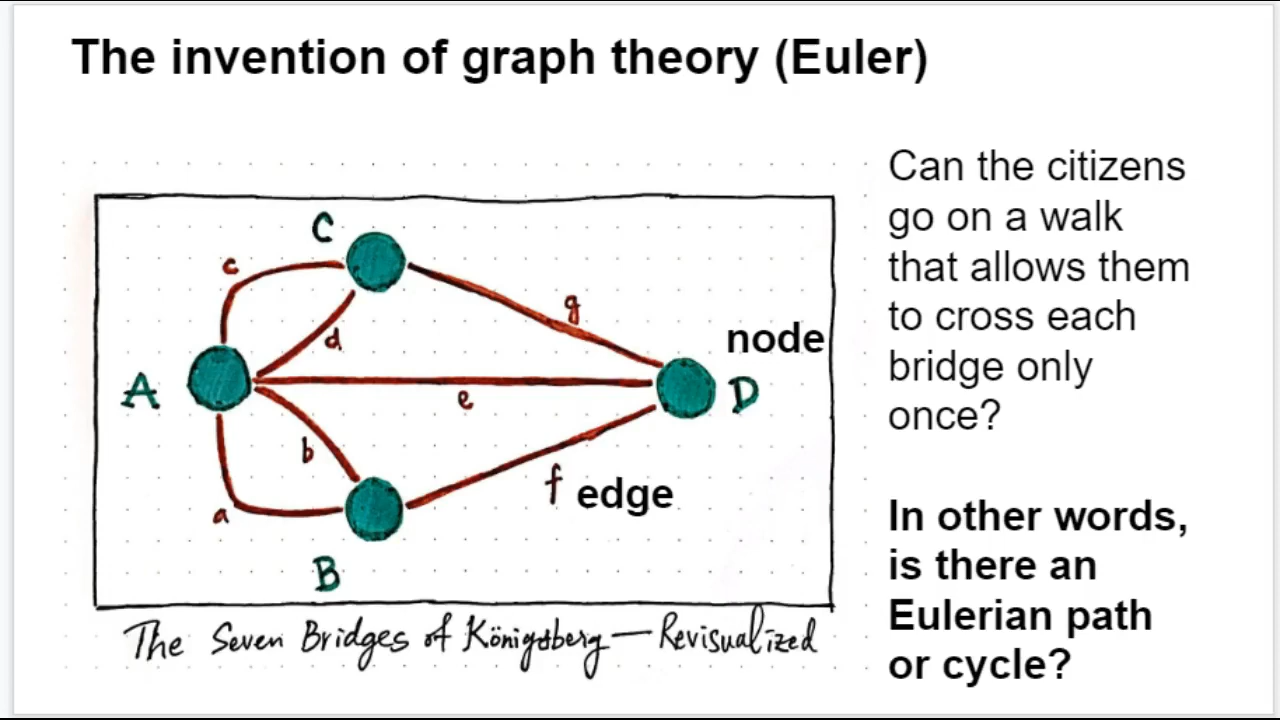 The invention of graph theory (Euler)
Can the citizens
go on a walk
that allows them
to cross each
bridge only
once?
In other words,
is there an
Eulerian path
or cycle?
C
c
g
d
node
A
e
D
b
f edge
a
B
The Seven Bridges of Königsberg — Revisualized